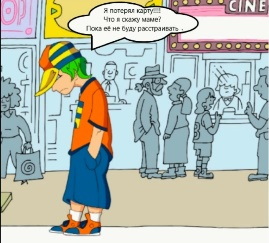 Я потерял карту!!!!
Что я скажу маме?
Пока её не буду расстраивать .
CINE